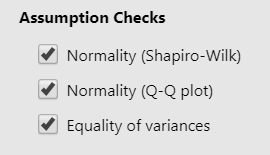 Assumption Checks
Normality (Shapiro-Wilk)
Normality (Q-Q plot)
Equality of variances